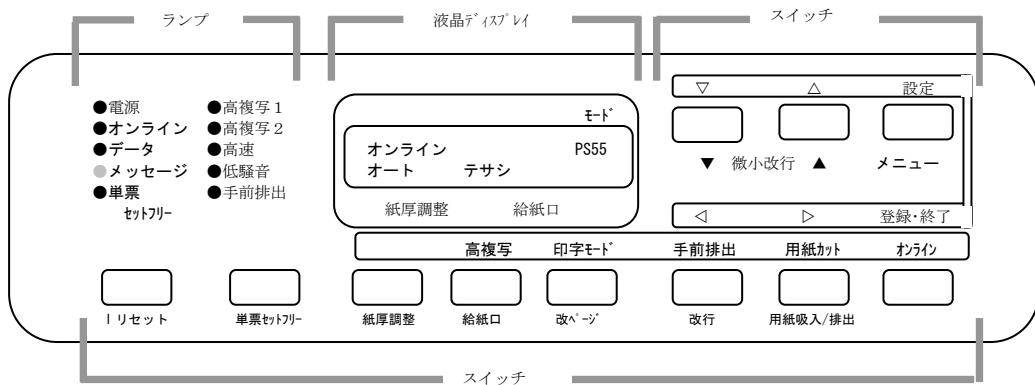 ランプ 液晶ﾃﾞｨｽﾌﾟﾚｲ スイッチ
●電源 ●高複写１
●オンライン ●高複写２
●データ ●高速
●メッセージ ●低騒音
●単票 ●手前排出
ｾｯﾄﾌﾘｰ
ﾓｰﾄﾞ
オンライン PS55
オート テサシ
紙厚調整 給紙口
▽ △ 設定
▼ 微小改行 ▲ メニュー
◁ ▷ 登録･終了
高複写 印字ﾓｰﾄﾞ 手前排出 用紙ｶｯﾄ ｵﾝﾗｲﾝ
| リセット 単票ｾｯﾄﾌﾘｰ 紙厚調整 給紙口 改ﾍﾟｰｼﾞ 改行 用紙吸入/排出
スイッチ